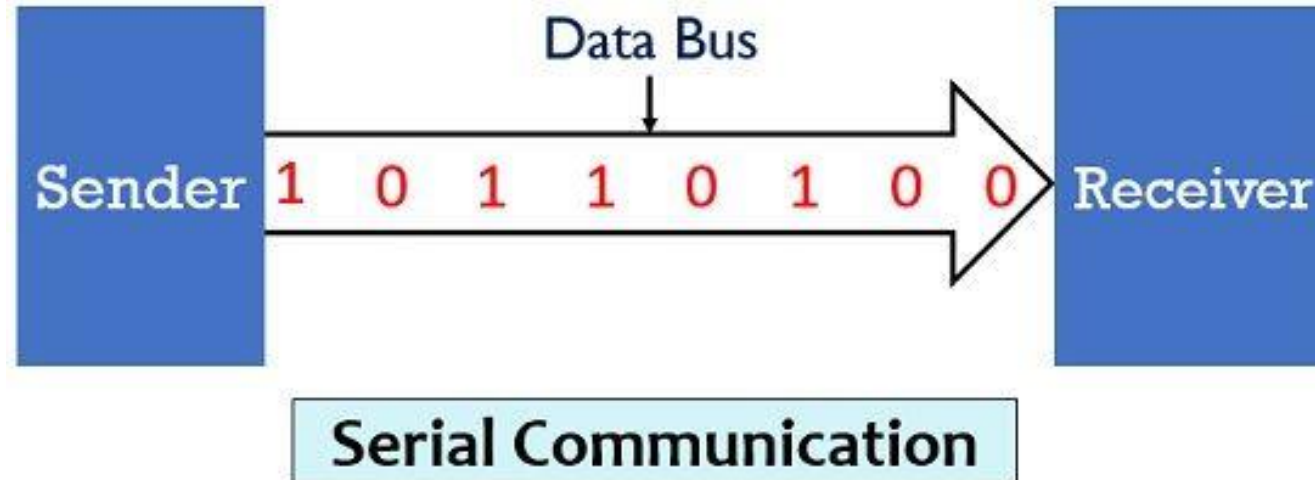 Data Bus
Sender 1 0 1 1 0 1 0 0 Receiver
Serial Communication